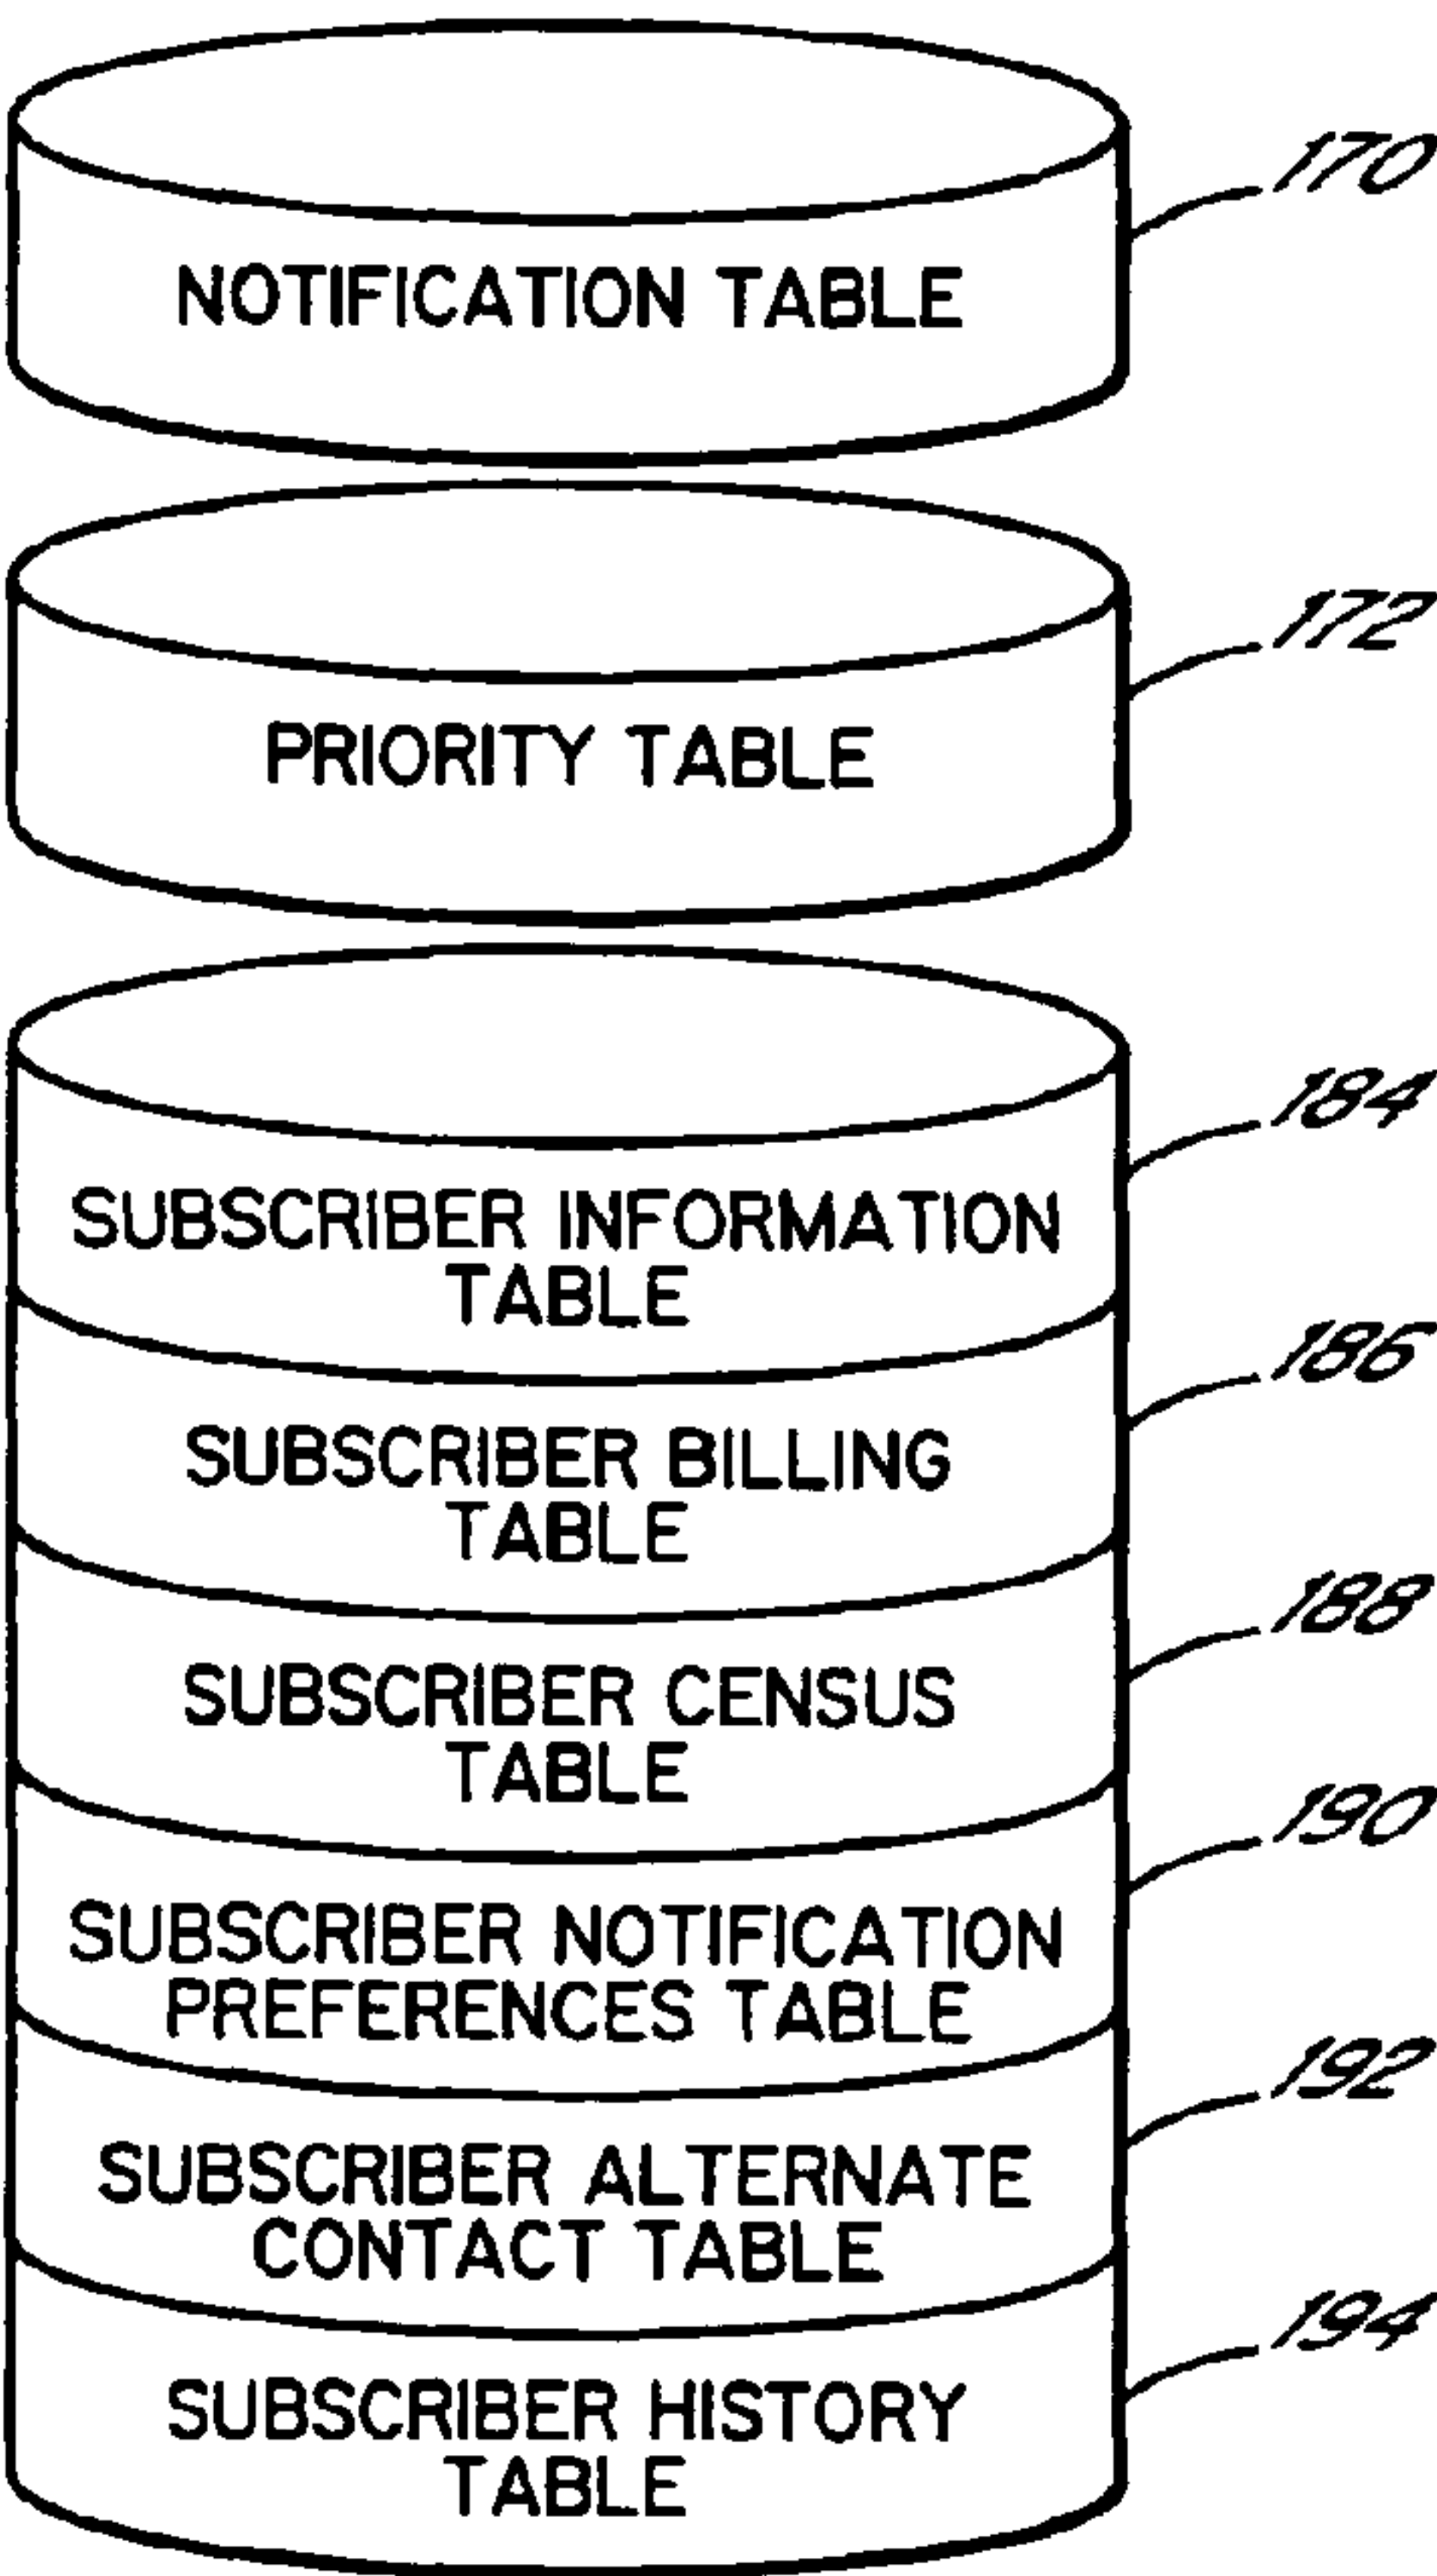 170
NOTIFICATION TABLE
172
PRIORITY TABLE
184
SUBSCRIBER INFORMATION
TABLE
186
SUBSCRIBER BILLING
TABLE
188
SUBSCRIBER CENSUS
TABLE
190
SUBSCRIBER NOTIFICATION
PREFERENCES TABLE
192
SUBSCRIBER ALTERNATE
CONTACT TABLE
194
SUBSCRIBER HISTORY
TABLE